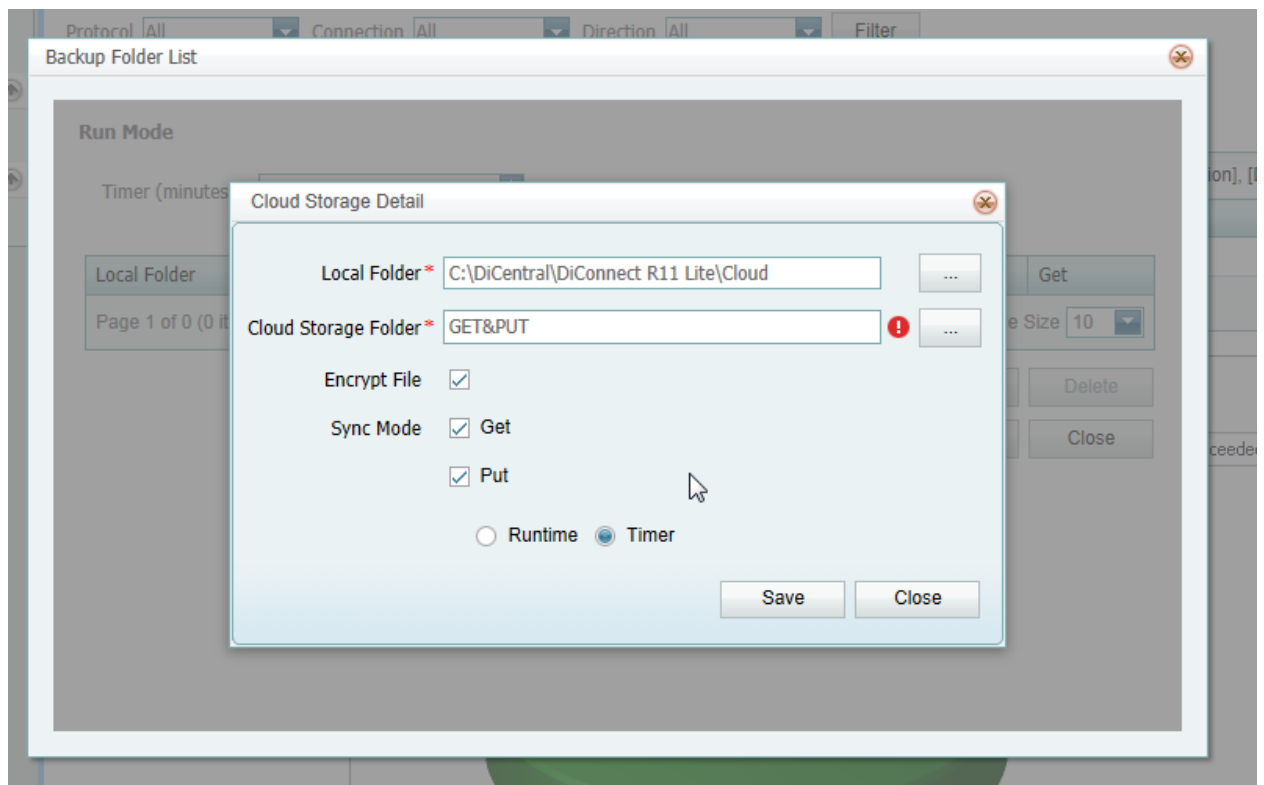 Protocol All Connection All Direction All Filter
Backup Folder List
Run Mode
Timer (minutes
ion], [
Cloud Storage Detail
Local Folder* C:\DiCentral\DiConnect R11 Lite\Cloud ...
Local Folder Get
Cloud Storage Folder* GET&PUT ...
Page 1 of 0 (0 it e Size 10
Encrypt File
Delete
Sync Mode Get
Close
ceede
Put
Runtime Timer
Save Close